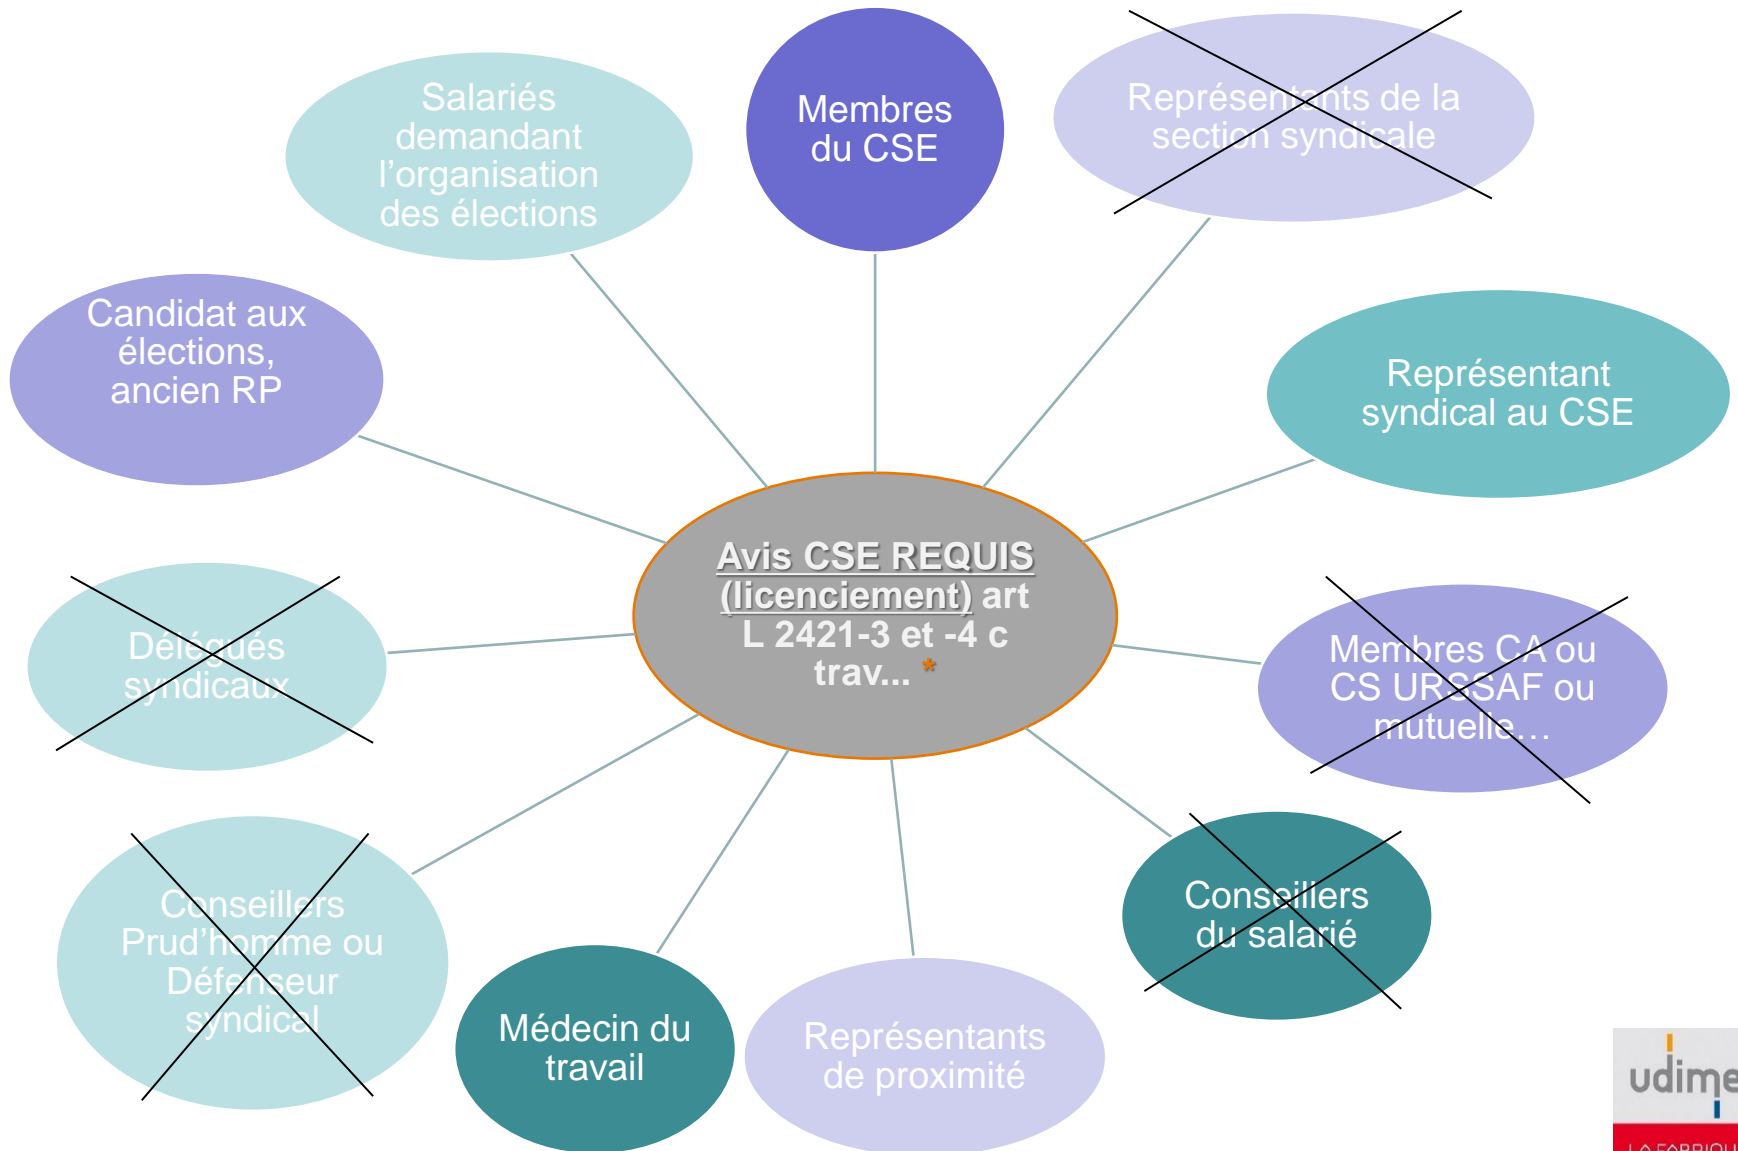 Membres
du CSE
Représentants de la
section syndicale
Salariés
demandant
l’organisation
des élections
Candidat aux
élections,
ancien RP
Représentant
syndical au CSE
Avis CSE REQUIS
(licenciement) art
L 2421-3 et -4 c
trav... *
Délégués
syndicaux
Membres CA ou
CS URSSAF ou
mutuelle…
Conseillers
Prud’homme ou
Défenseur
syndical
Conseillers
du salarié
Médecin du
travail
Représentants
de proximité
udime
LA FABRIQU